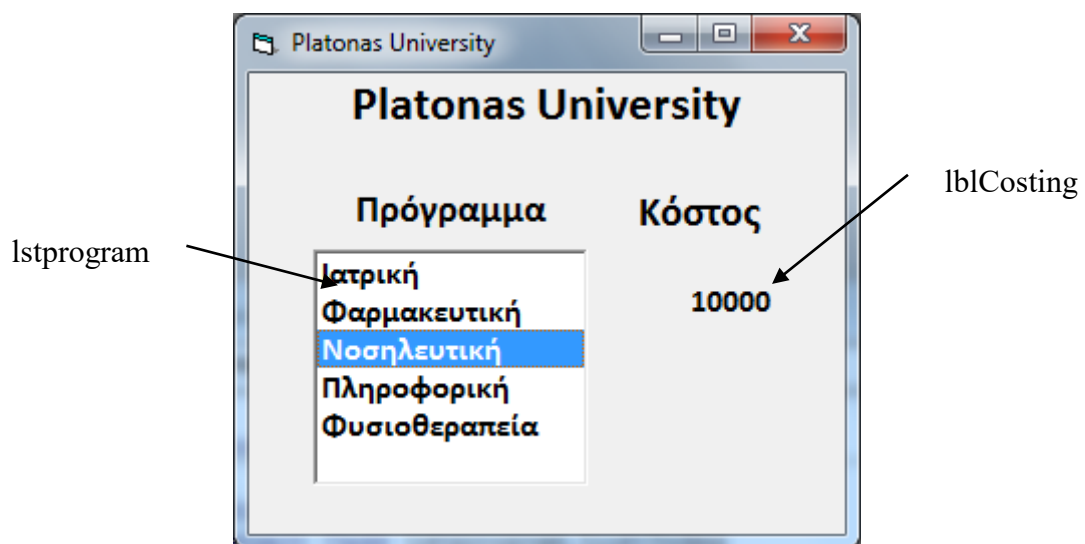 Platonas University
Platonas University
lblCosting
Πρόγραμμα Κόστος
lstprogram
Ιατρική
10000
Φαρμακευτική
Νοσηλευτική
Πληροφορική
Φυσιοθεραπεία